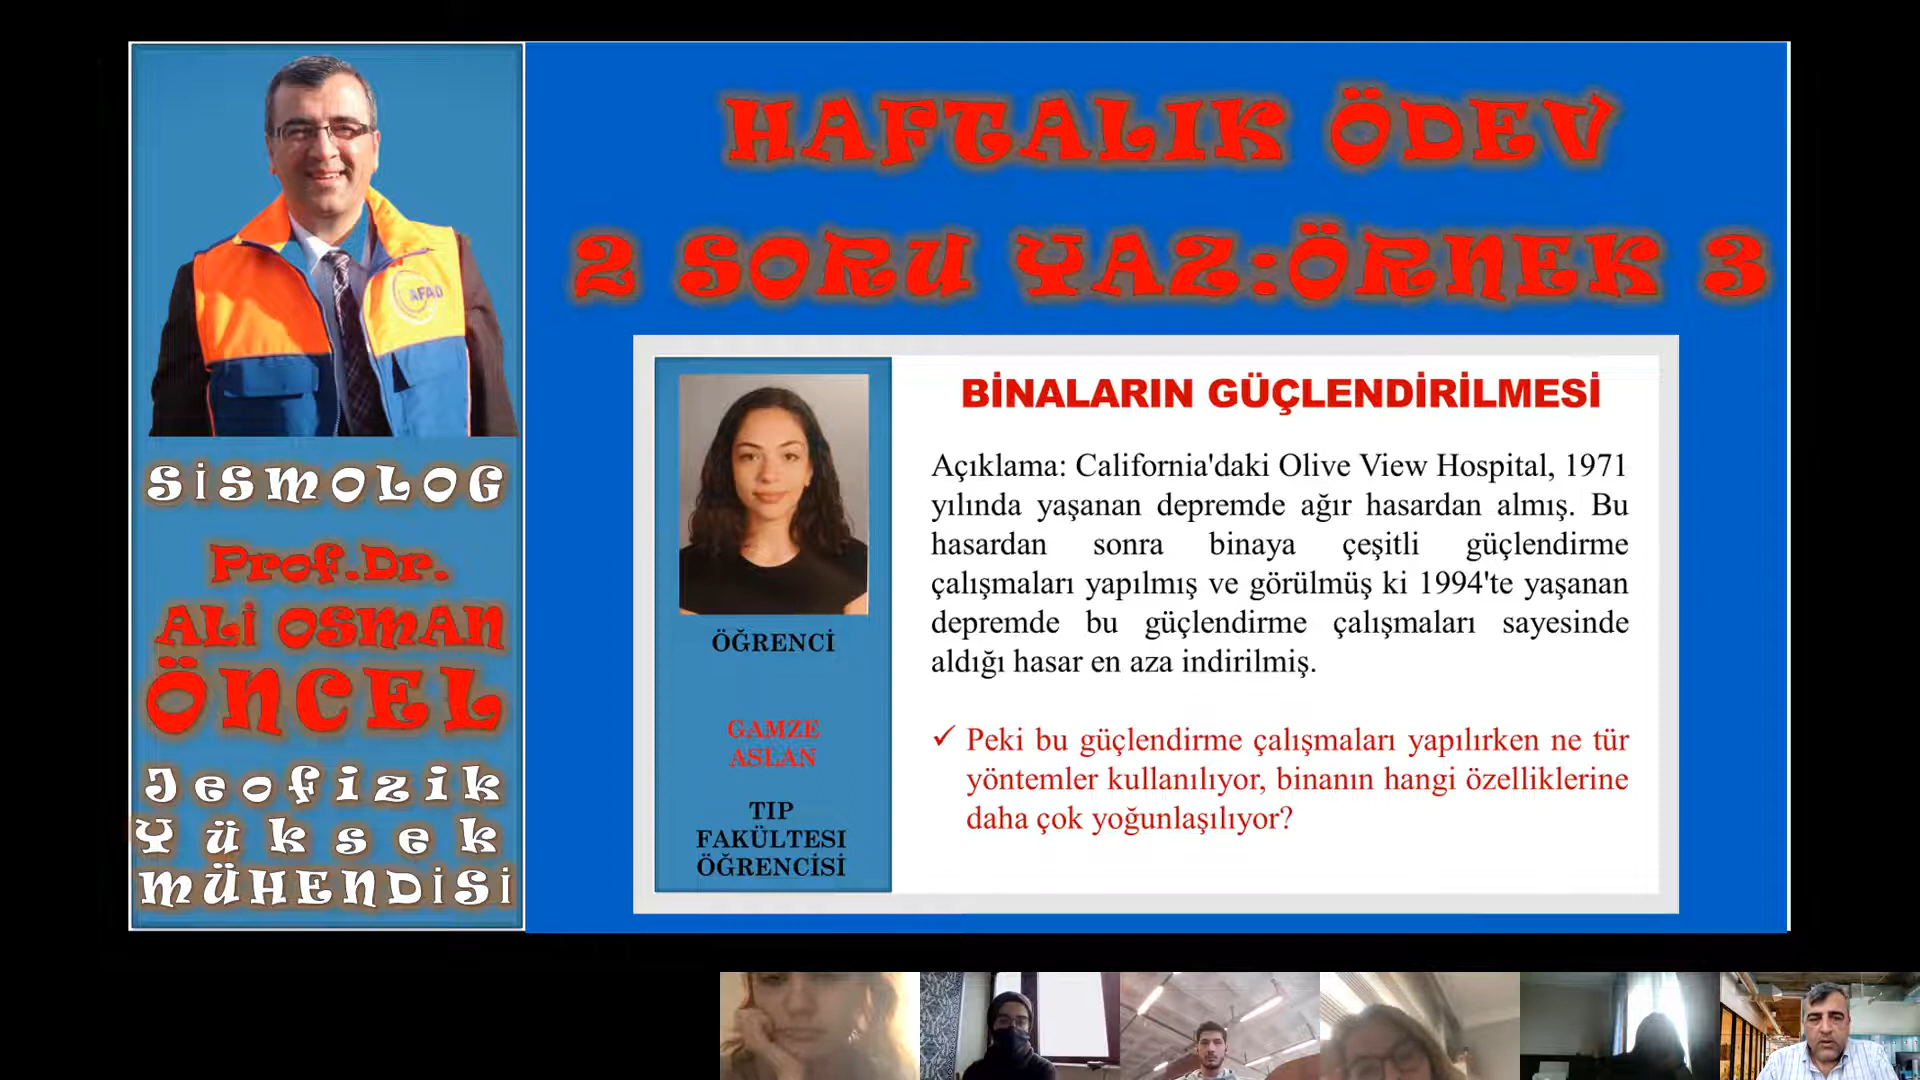 AFAD
SİSMOLOG
Prof.Dr.
ALİ OSMAN
ÖNCEL
Jeofizik
Yüksek
MÜHENDİSİ
HAFTALIK ÖDEV
2 SORU YAZ:ÖRNEK 3
ÖĞRENCİ
GAMZE
ASLAN
TIP
FAKÜLTESI
ÖĞRENCİSİ
BİNALARIN GÜÇLENDİRİLMESİ
Açıklama: California'daki Olive View Hospital, 1971
yılında yaşanan depremde ağır hasardan almış. Bu
hasardan sonra binaya çeşitli güçlendirme
çalışmaları yapılmış ve görülmüş ki 1994'te yaşanan
depremde bu güçlendirme çalışmaları sayesinde
aldığı hasar en aza indirilmiş.
✓ Peki bu güçlendirme çalışmaları yapılırken ne tür
yöntemler kullanılıyor, binanın hangi özelliklerine
daha çok yoğunlaşılıyor?